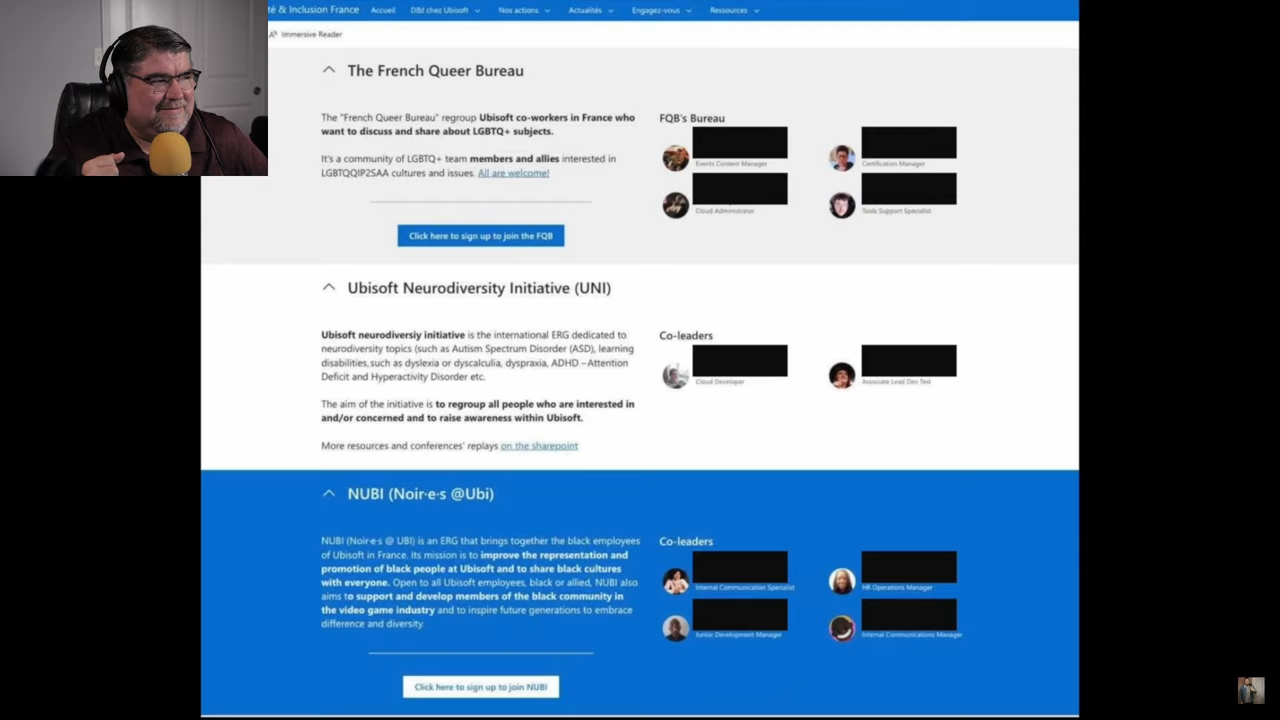 té & Inclusion France Accueil D&I chez Ubisoft Nos actions Actualités Engagez-vous Ressources
Immersive Reader
The French Queer Bureau
The "French Queer Bureau" regroup Ubisoft co-workers in France who
want to discuss and share about LGBTQ+ subjects.
It's a community of LGBTQ+ team members and allies interested in
LGBTQQIP2SAA cultures and issues. All are welcome!
Click here to sign up to join the FQB
FQB's Bureau
Events Content Manager
Certification Manager
Cloud Administrator
Tools Support Specialist
Ubisoft Neurodiversity Initiative (UNI)
Ubisoft neurodiversiy initiative is the international ERG dedicated to
neurodiversity topics (such as Autism Spectrum Disorder (ASD), learning
disabilities, such as dyslexia or dyscalculia, dyspraxia, ADHD – Attention
Deficit and Hyperactivity Disorder etc.
The aim of the initiative is to regroup all people who are interested in
and/or concerned and to raise awareness within Ubisoft.
More resources and conferences' replays on the sharepoint
Co-leaders
Cloud Developer
Associate Lead Dev Test
NUBI (Noir·e·s @Ubi)
NUBI (Noir·e·s @ UBI) is an ERG that brings together the black employees
of Ubisoft in France. Its mission is to improve the representation and
promotion of black people at Ubisoft and to share black cultures
with everyone. Open to all Ubisoft employees, black or allied, NUBI also
aims to support and develop members of the black community in
the video game industry and to inspire future generations to embrace
difference and diversity.
Click here to sign up to join NUBI
Co-leaders
Internal Communication Specialist
HR Operations Manager
Junior Development Manager
Internal Communications Manager